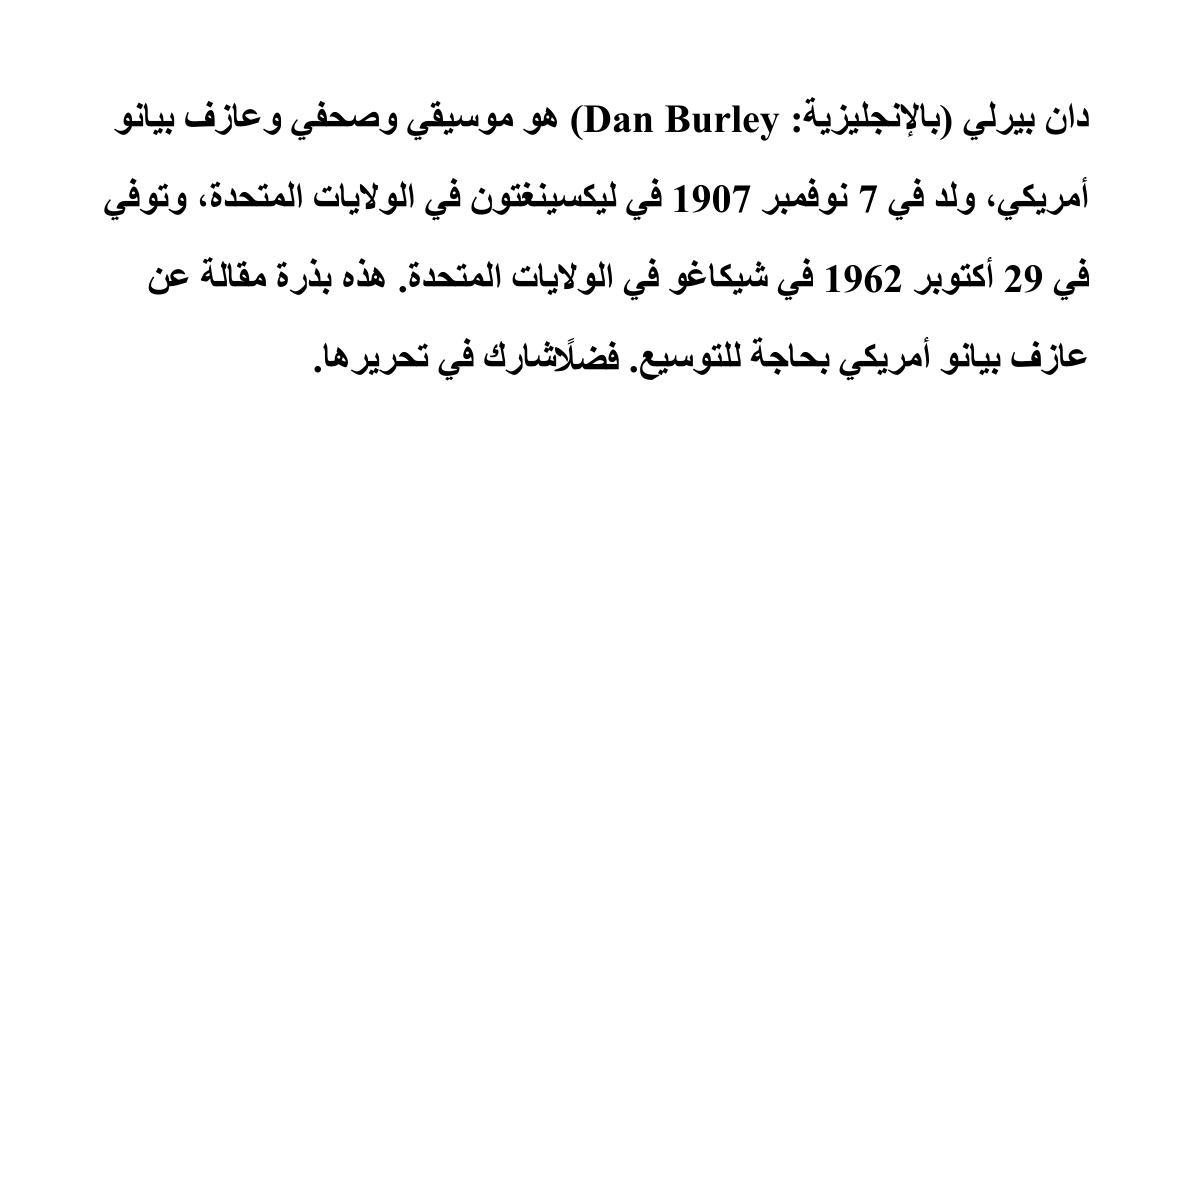 دان بيرلي (بالإنجليزية: Dan Burley) هو موسيقي وصحفي وعازف بيانو
أمريكي، ولد في 7 نوفمبر 1907 في ليكسينغتون في الولايات المتحدة، وتوفي
في 29 أكتوبر 1962 في شيكاغو في الولايات المتحدة. هذه بذرة مقالة عن
عازف بيانو أمريكي بحاجة للتوسيع. فضلًاشارك في تحريرها.